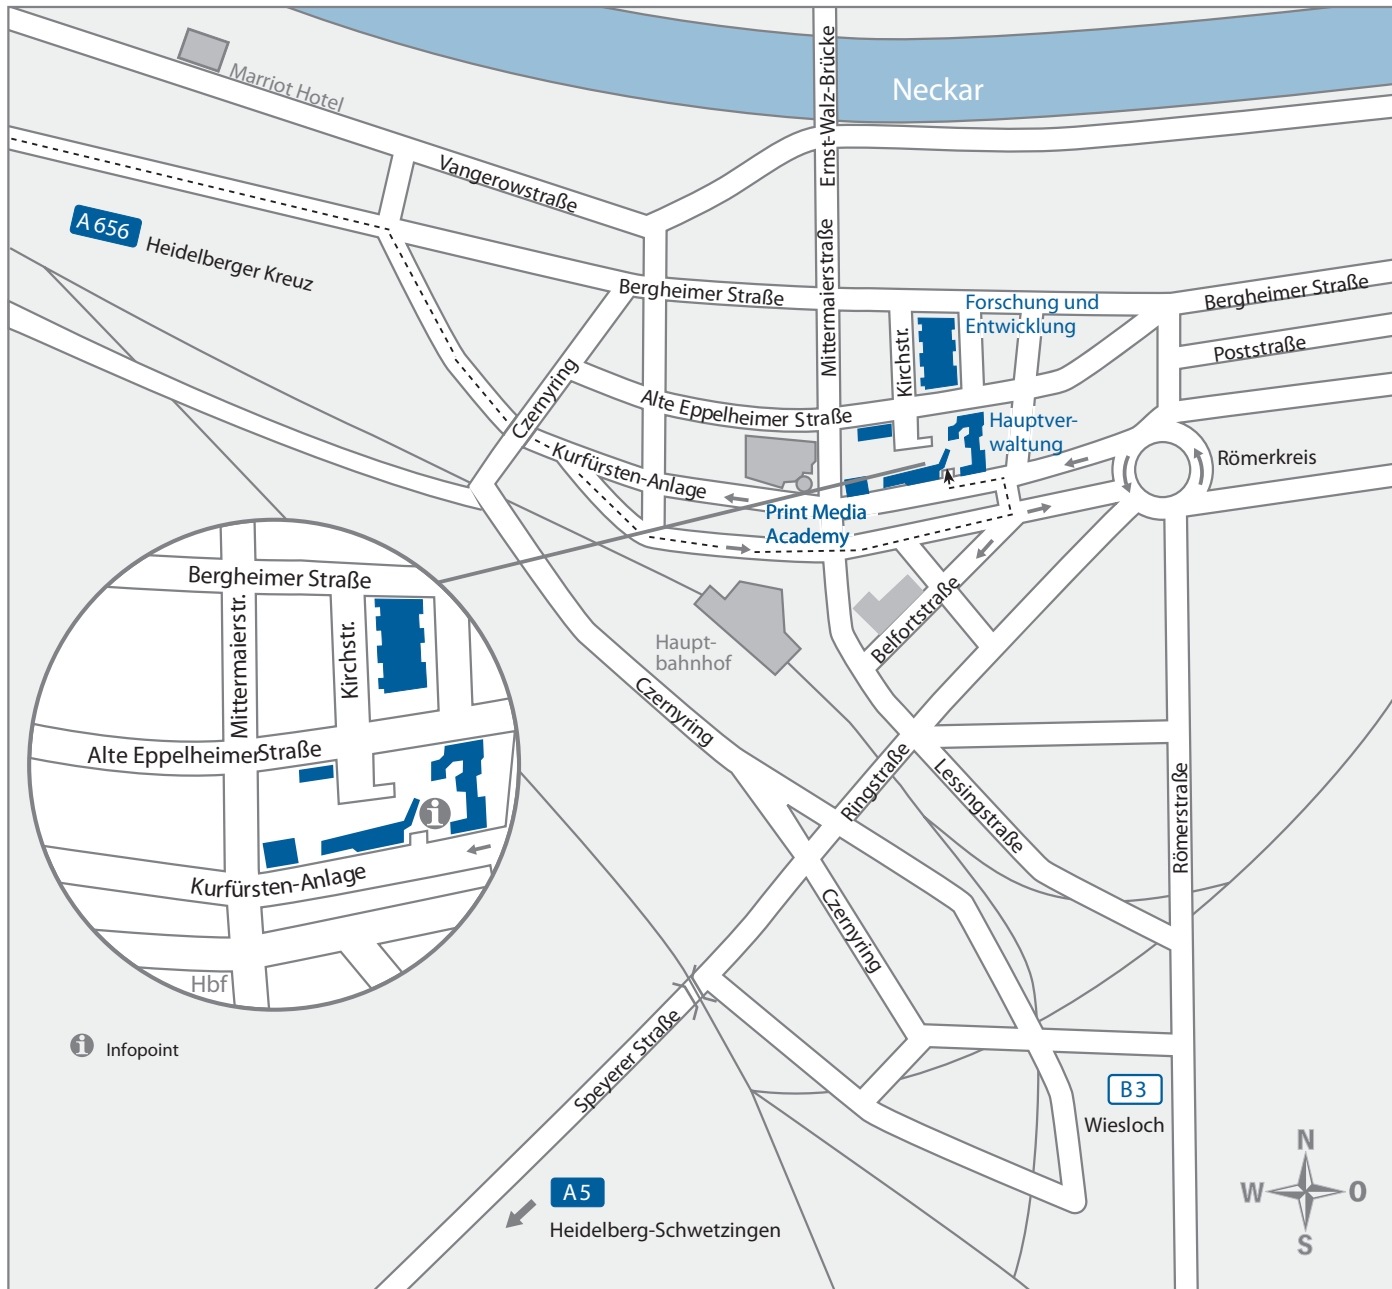 Marriot Hotel
Neckar
Ernst-Walz-Brücke
Vangerowstraße
A 656
Heidelberger Kreuz
Bergheimer Straße
Mittermaierstraße
Forschung und
Entwicklung
Bergheimer Straße
Poststraße
Kirchstr.
Czernyring
Alte Eppelheimer Straße
Hauptver-
waltung
Römerkreis
Kurfürsten-Anlage
Print Media
Academy
Belfortstraße
Haupt-
bahnhof
Czernyring
Ringstraße
Lessingstraße
Römerstraße
Czernyring
Bergheimer Straße
Mittermaierstr.
Kirchstr.
Alte Eppelheimer Straße
i
Kurfürsten-Anlage
Hbf
i Infopoint
Speyerer Straße
B 3
Wiesloch
A 5
Heidelberg-Schwetzingen
N
W O
S